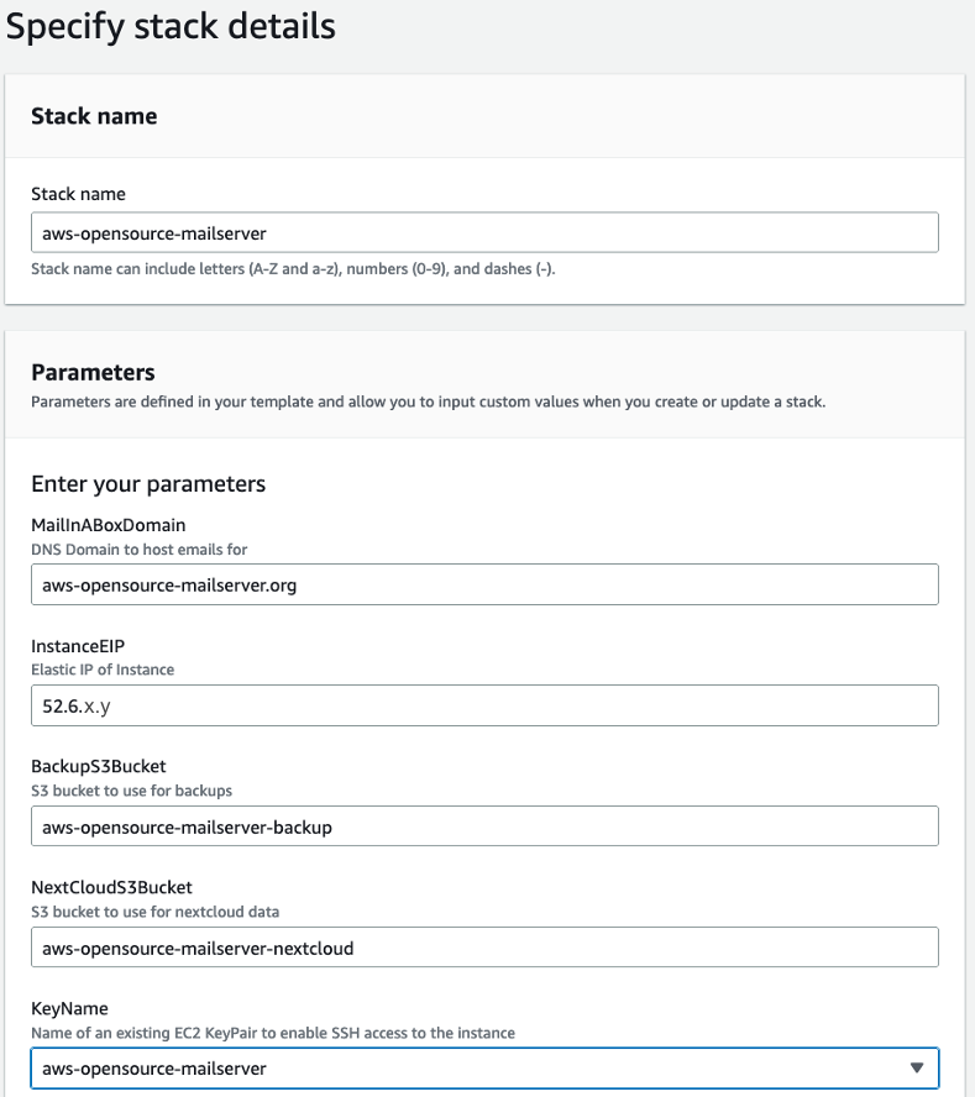 Specify stack details
Stack name
Stack name
aws-opensource-mailserver
Stack name can include letters (A-Z and a-z), numbers (0-9), and dashes (-).
Parameters
Parameters are defined in your template and allow you to input custom values when you create or update a stack.
Enter your parameters
MailInABoxDomain
DNS Domain to host emails for
aws-opensource-mailserver.org
InstanceEIP
Elastic IP of Instance
52.6.x.y
BackupS3Bucket
S3 bucket to use for backups
aws-opensource-mailserver-backup
NextCloudS3Bucket
S3 bucket to use for nextcloud data
aws-opensource-mailserver-nextcloud
KeyName
Name of an existing EC2 KeyPair to enable SSH access to the instance
aws-opensource-mailserver